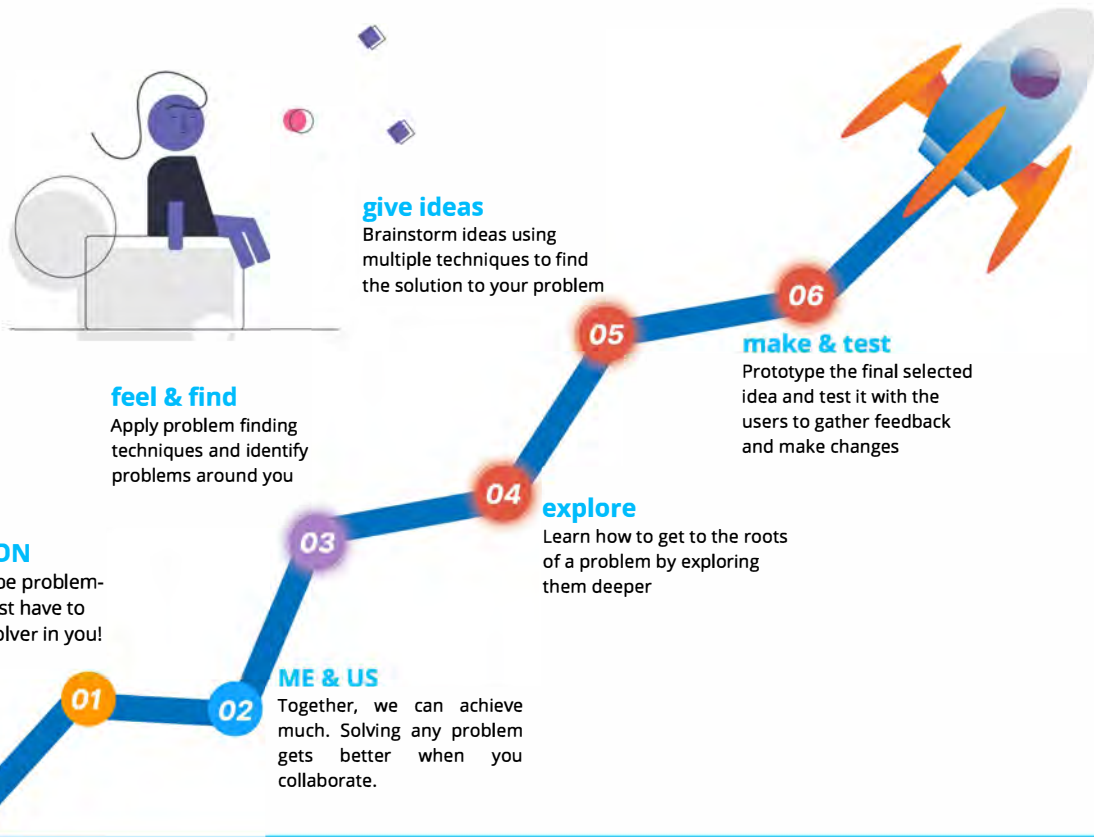 give ideas
Brainstorm ideas using
multiple techniques to find
the solution to your problem
05
06
make & test
Prototype the final selected
idea and test it with the
users to gather feedback
and make changes
feel & find
Apply problem finding
techniques and identify
problems around you
03
04
explore
Learn how to get to the roots
of a problem by exploring
them deeper
ON
be problem-
st have to
lver in you!
01
02
ME & US
Together, we can achieve
much. Solving any problem
gets better when you
collaborate.